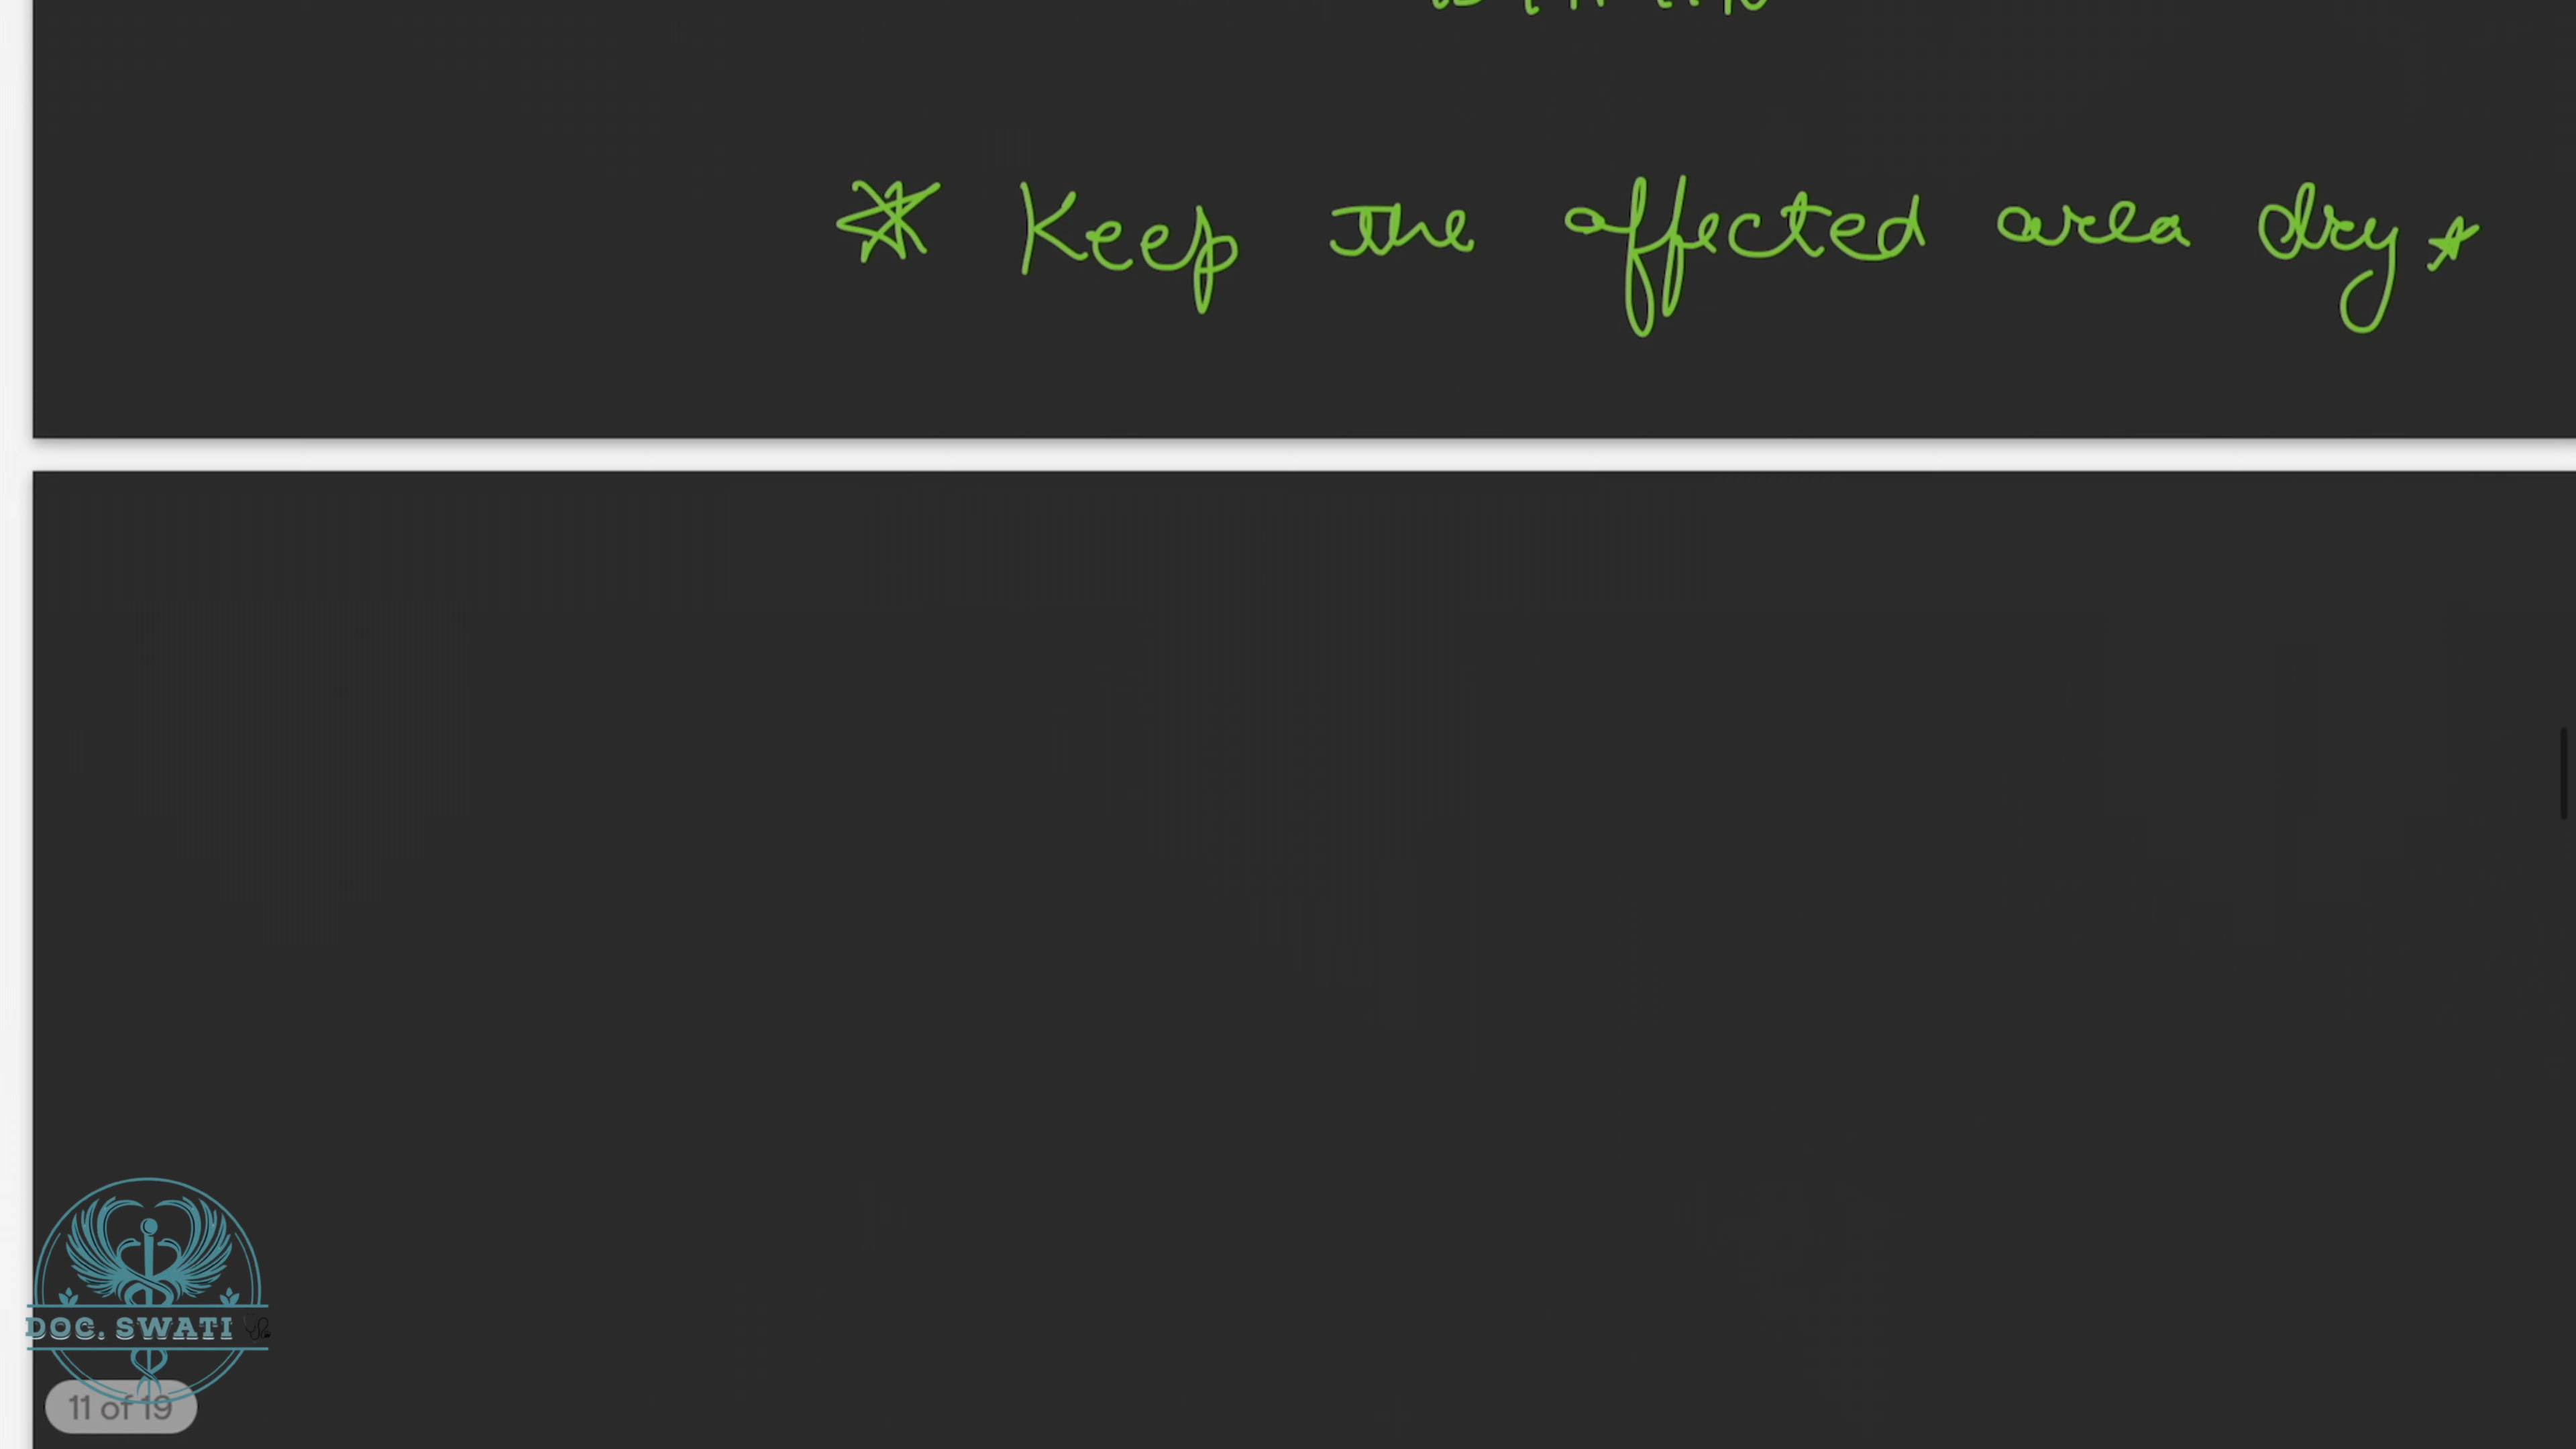 ☆ Keep the affected area dry ☆
DOC. SWATI
11 of 19